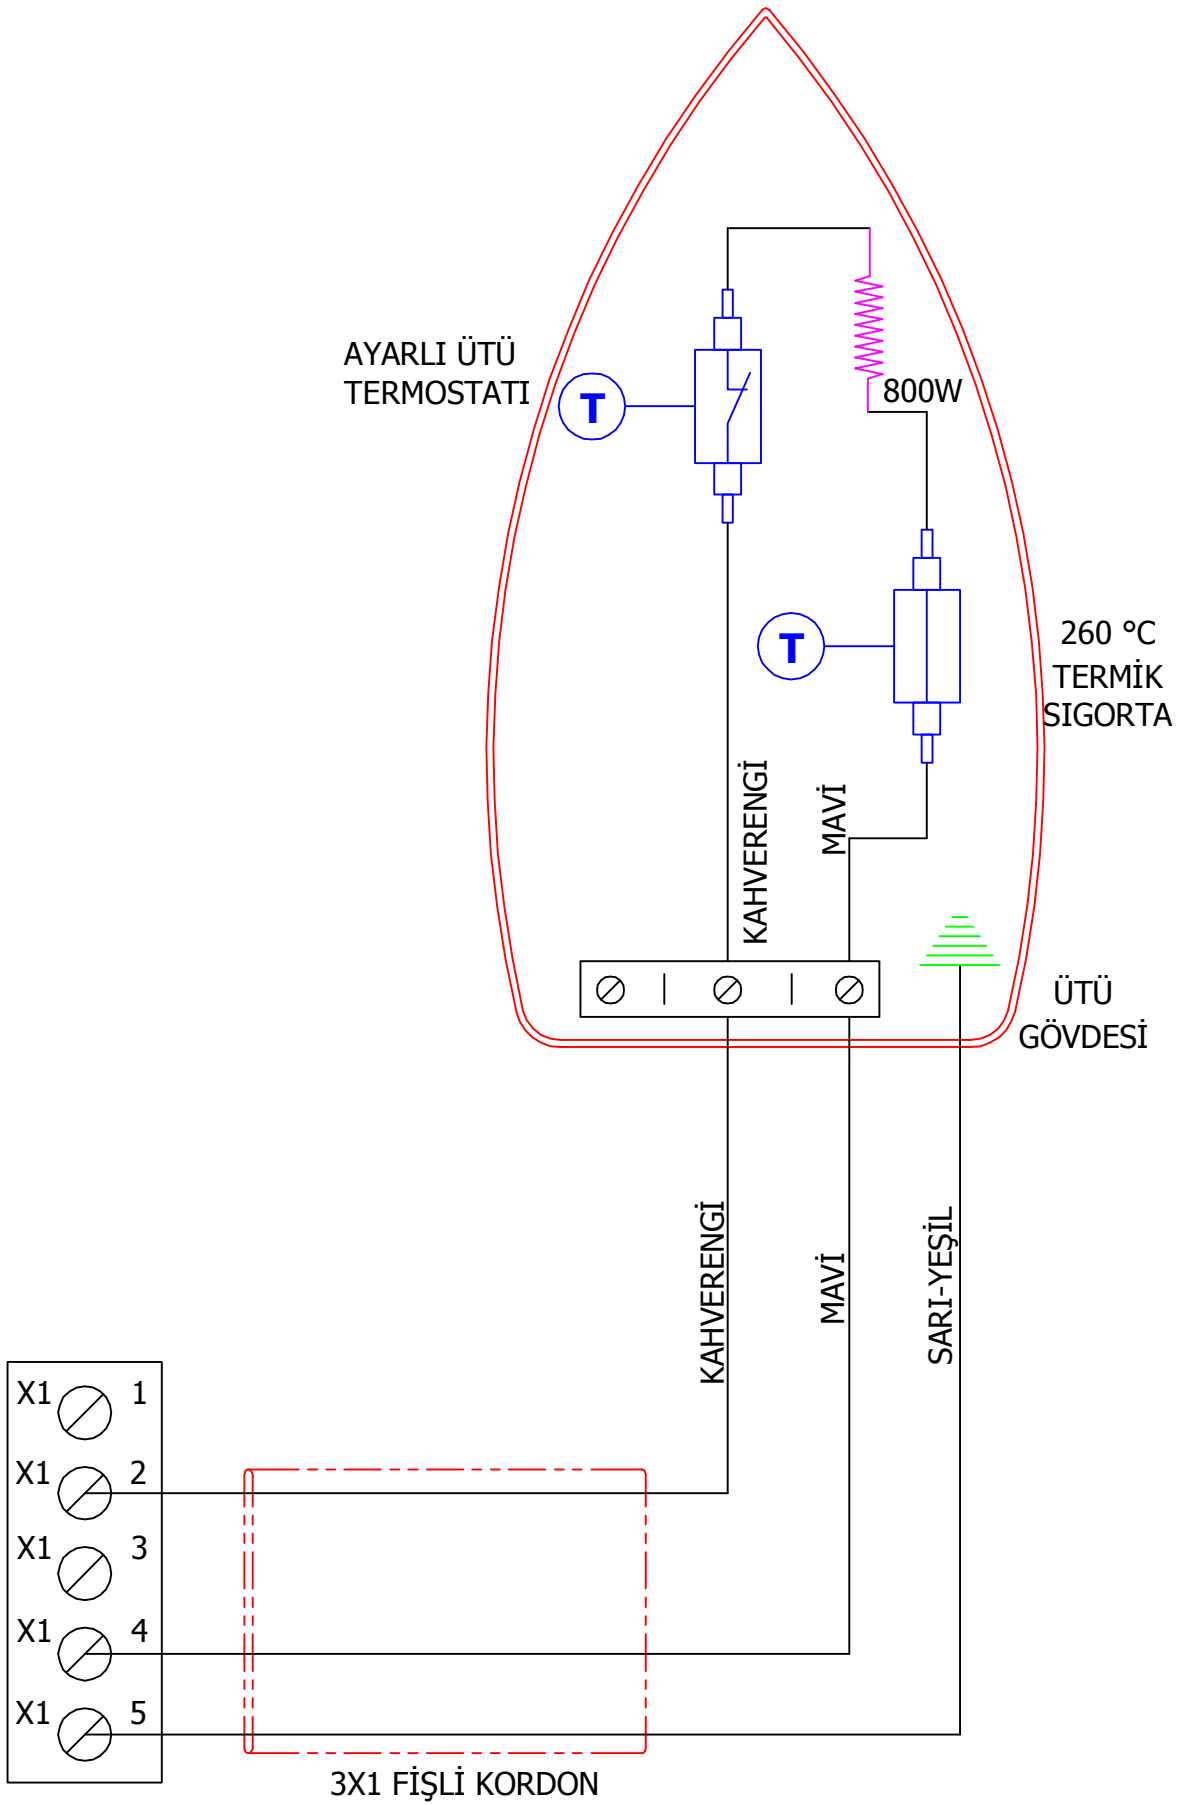 AYARLI ÜTÜ
TERMOSTATI
T
800W
T
260 °C
TERMİK
SIGORTA
KAHVERENGİ
MAVİ
ÜTÜ
GÖVDESİ
KAHVERENGİ
MAVİ
SARI-YEŞİL
X1 1
X1 2
X1 3
X1 4
X1 5
3X1 FİŞLİ KORDON